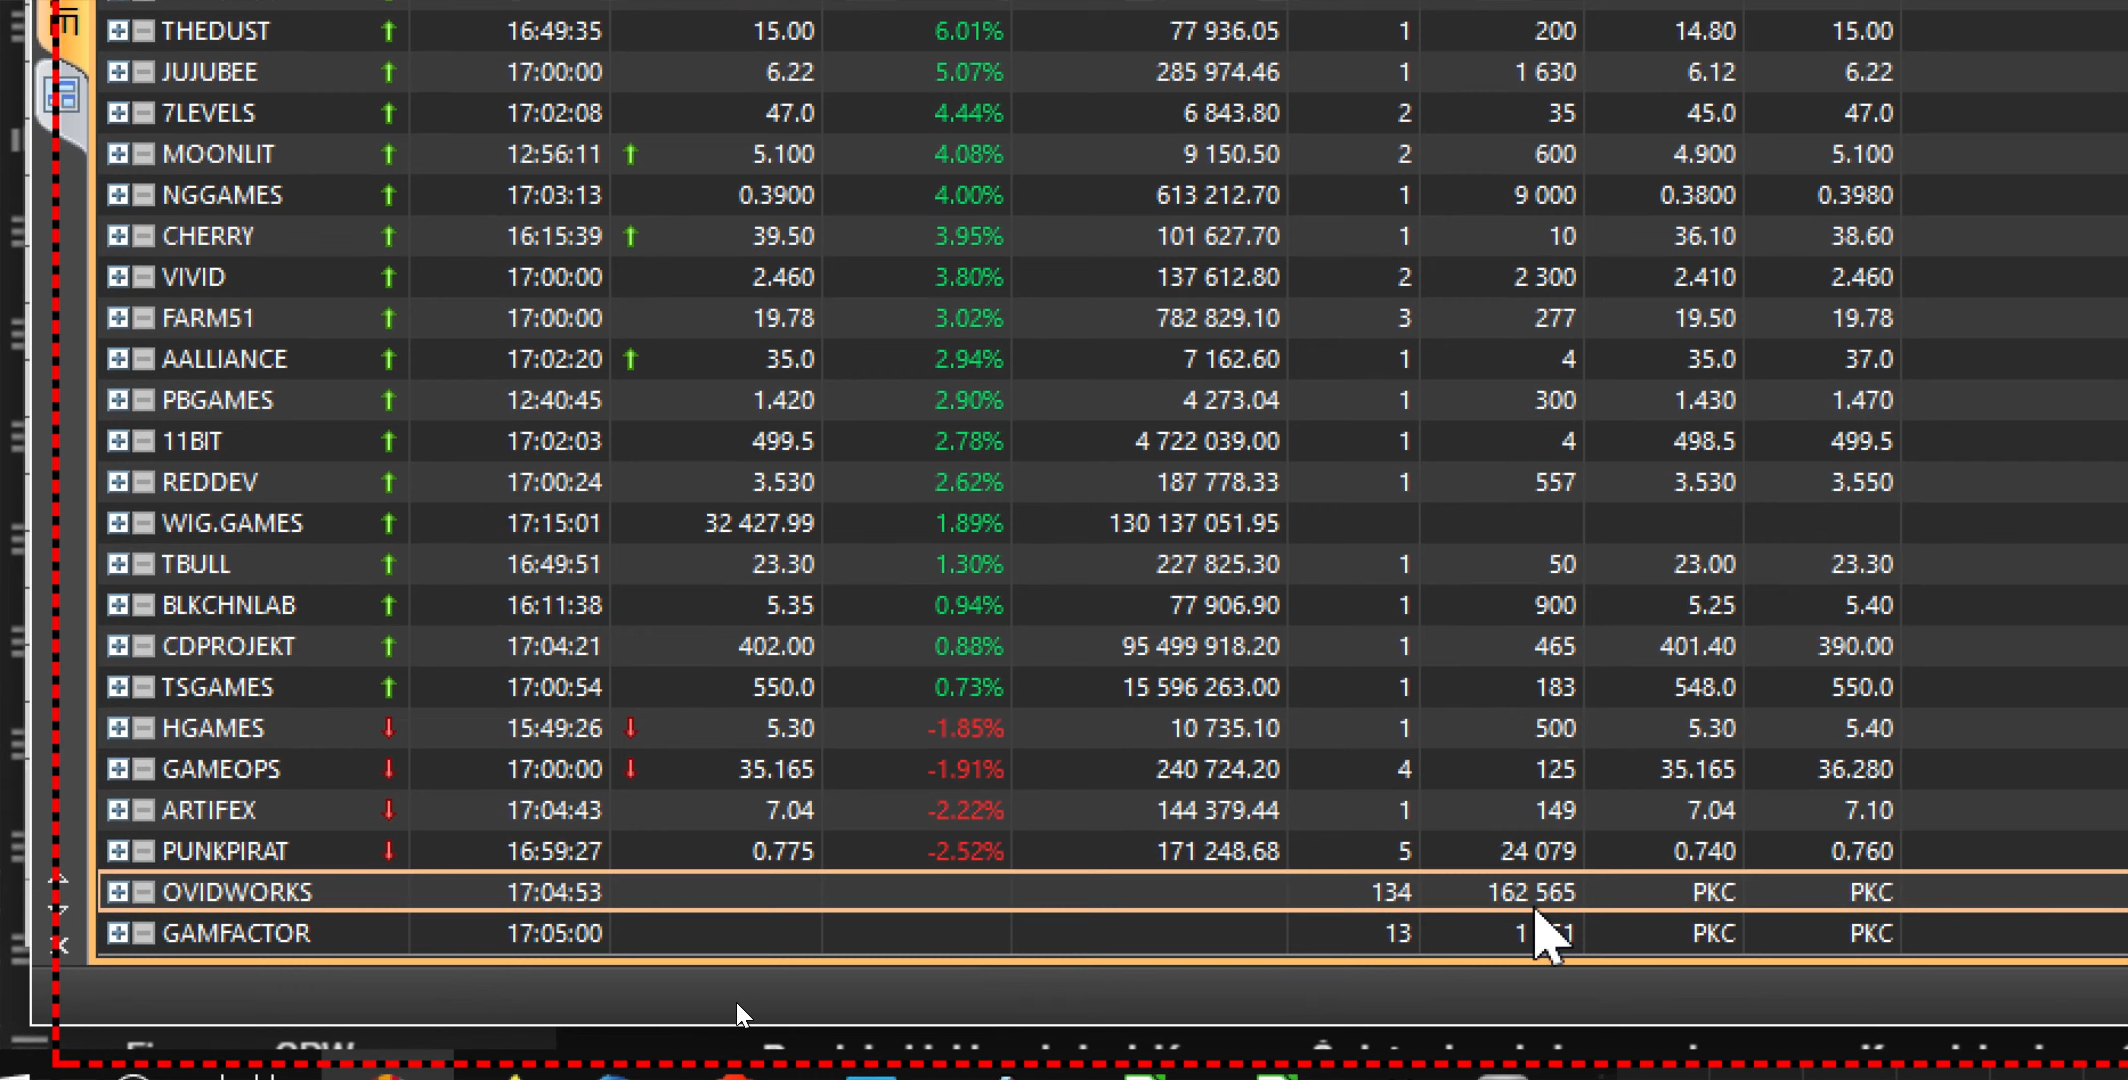 THEDUST 16:49:35 15.00 6.01% 77 936.05 1 200 14.80 15.00
JUJUBEE 17:00:00 6.22 5.07% 285 974.46 1 1 630 6.12 6.22
7LEVELS 17:02:08 47.0 4.44% 6 843.80 2 35 45.0 47.0
MOONLIT 12:56:11 5.100 4.08% 9 150.50 2 600 4.900 5.100
NGGAMES 17:03:13 0.3900 4.00% 613 212.70 1 9 000 0.3800 0.3980
CHERRY 16:15:39 39.50 3.95% 101 627.70 1 10 36.10 38.60
VIVID 17:00:00 2.460 3.80% 137 612.80 2 2 300 2.410 2.460
FARM51 17:00:00 19.78 3.02% 782 829.10 3 277 19.50 19.78
AALLIANCE 17:02:20 35.0 2.94% 7 162.60 1 4 35.0 37.0
PBGAMES 12:40:45 1.420 2.90% 4 273.04 1 300 1.430 1.470
11BIT 17:02:03 499.5 2.78% 4 722 039.00 1 4 498.5 499.5
REDDEV 17:00:24 3.530 2.62% 187 778.33 1 557 3.530 3.550
WIG.GAMES 17:15:01 32 427.99 1.89% 130 137 051.95
TBULL 16:49:51 23.30 1.30% 227 825.30 1 50 23.00 23.30
BLKCHNLAB 16:11:38 5.35 0.94% 77 906.90 1 900 5.25 5.40
CDPROJEKT 17:04:21 402.00 0.88% 95 499 918.20 1 465 401.40 390.00
TSGAMES 17:00:54 550.0 0.73% 15 596 263.00 1 183 548.0 550.0
HGAMES 15:49:26 5.30 -1.85% 10 735.10 1 500 5.30 5.40
GAMEOPS 17:00:00 35.165 -1.91% 240 724.20 4 125 35.165 36.280
ARTIFEX 17:04:43 7.04 -2.22% 144 379.44 1 149 7.04 7.10
PUNKPIRAT 16:59:27 0.775 -2.52% 171 248.68 5 24 079 0.740 0.760
OVIDWORKS 17:04:53 134 162 565 PKC PKC
GAMFACTOR 17:05:00 13 PKC PKC